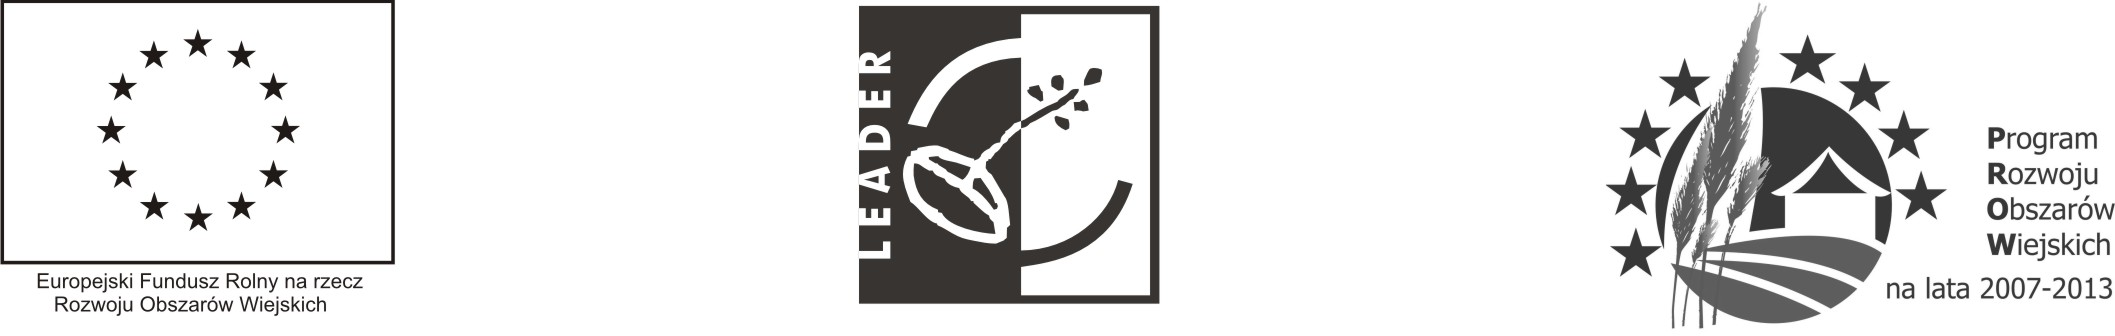 Europejski Fundusz Rolny na rzecz
Rozwoju Obszarów Wiejskich
LEADER
Program
Rozwoju
Obszarów
Wiejskich
na lata 2007-2013